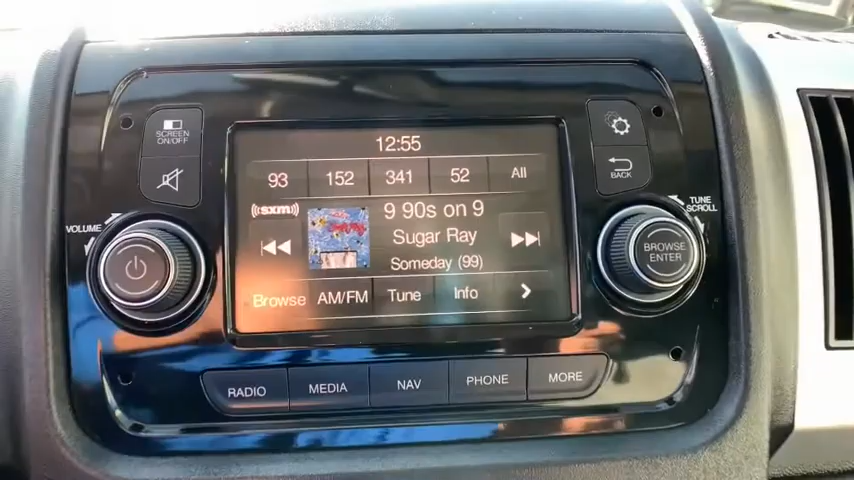 12:55
SCREEN
ON/OFF
93 152 341 52 All
BACK
sxm
9 90s on 9
TUNE
SCROLL
VOLUME
Sugar Ray
BROWSE
ENTER
Someday (99)
Browse AM/FM Tune Info
RADIO MEDIA NAV PHONE MORE